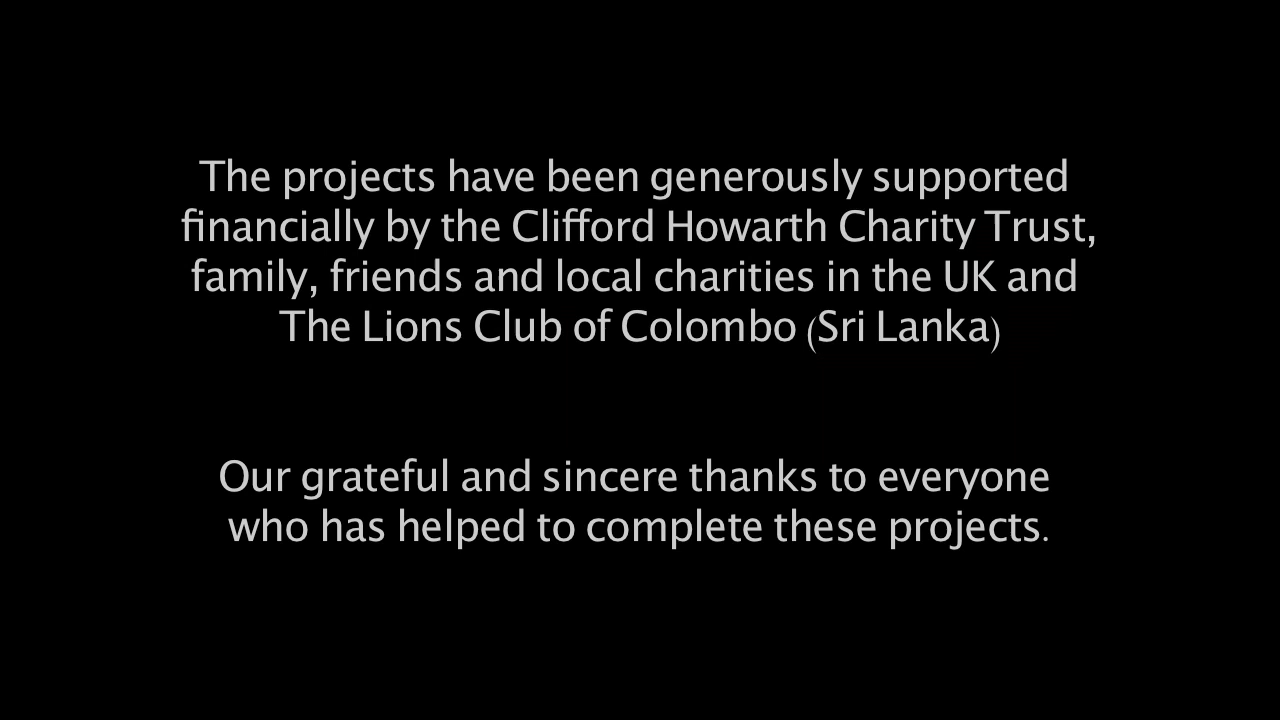 The projects have been generously supported
financially by the Clifford Howarth Charity Trust,
family, friends and local charities in the UK and
The Lions Club of Colombo (Sri Lanka)
Our grateful and sincere thanks to everyone
who has helped to complete these projects.